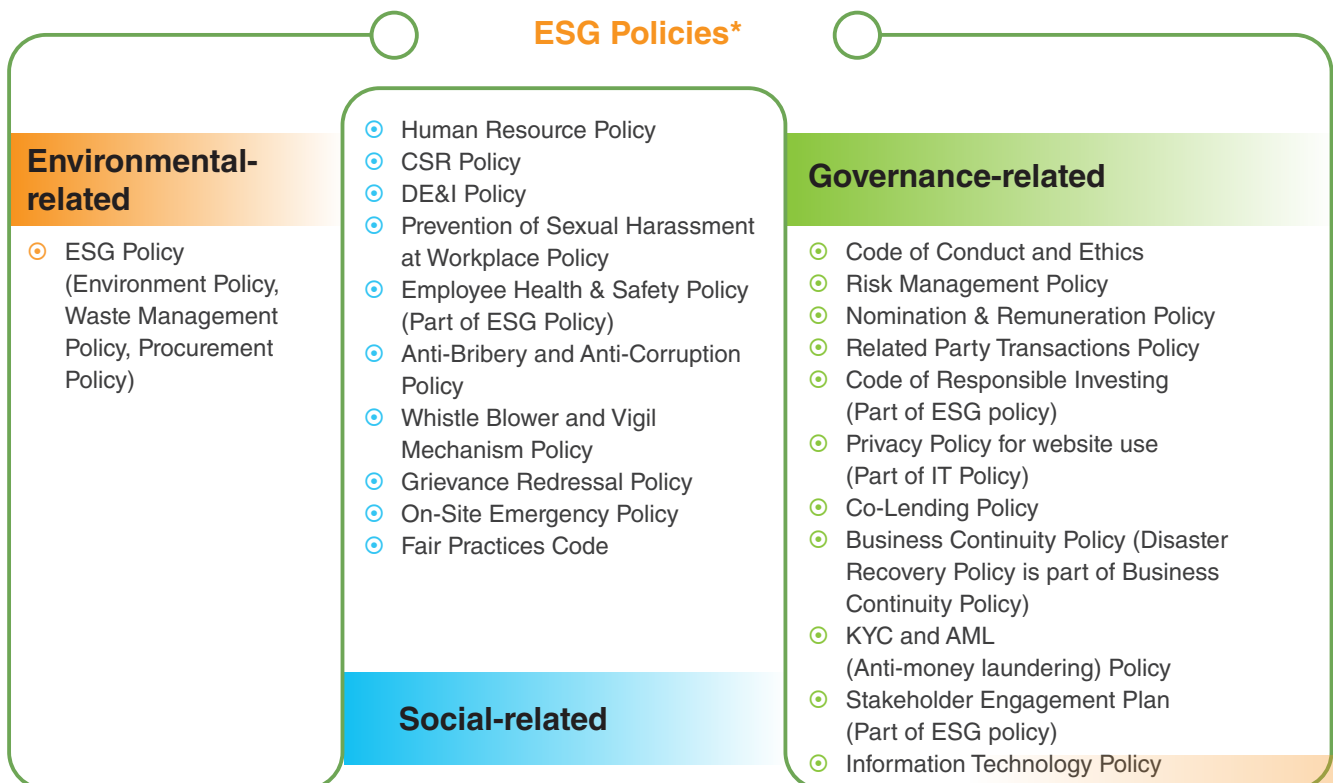 ESG Policies*
Environmental-
related
ESG Policy
(Environment Policy,
Waste Management
Policy, Procurement
Policy)
Human Resource Policy
CSR Policy
DE&I Policy
Prevention of Sexual Harassment
at Workplace Policy
Employee Health & Safety Policy
(Part of ESG Policy)
Anti-Bribery and Anti-Corruption
Policy
Whistle Blower and Vigil
Mechanism Policy
Grievance Redressal Policy
On-Site Emergency Policy
Fair Practices Code
Social-related
Governance-related
Code of Conduct and Ethics
Risk Management Policy
Nomination & Remuneration Policy
Related Party Transactions Policy
Code of Responsible Investing
(Part of ESG policy)
Privacy Policy for website use
(Part of IT Policy)
Co-Lending Policy
Business Continuity Policy (Disaster
Recovery Policy is part of Business
Continuity Policy)
KYC and AML
(Anti-money laundering) Policy
Stakeholder Engagement Plan
(Part of ESG policy)
Information Technology Policy